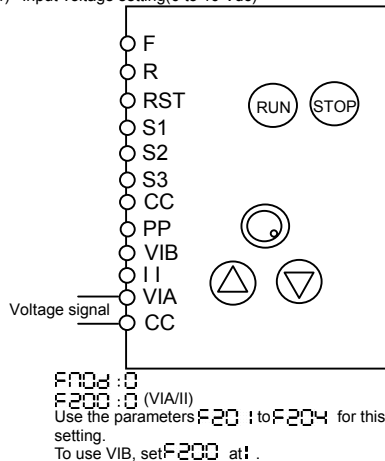 Input voltage setting(0 to 10 Vdc)
F
R
RST
S1
S2
S3
CC
PP
VIB
II
VIA
CC
RUN
STOP
Voltage signal
FMOd :0
F200 :0 (VIA/II)
Use the parameters F201 to F204 for this
setting.
To use VIB, set F200 at 1 .